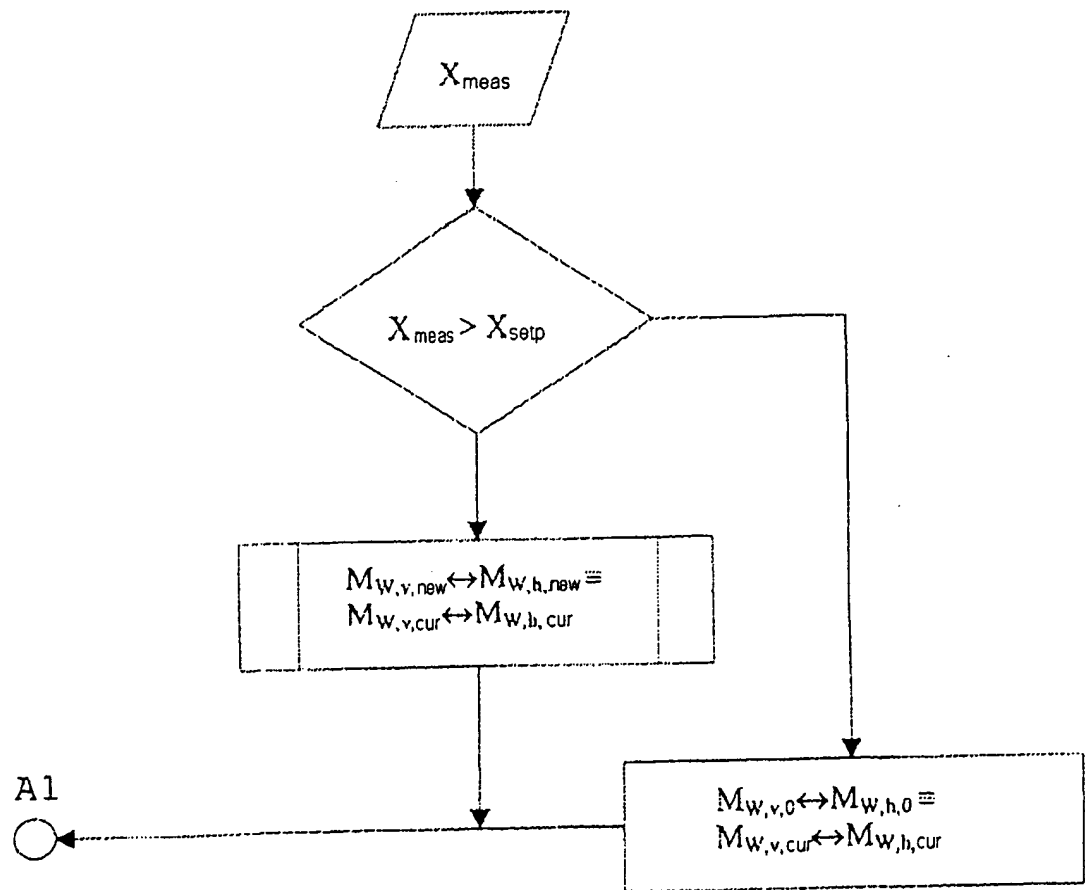 X_meas
X_meas > X_setp
M_W,v,new↔M_W,h,new ≡
M_W,v,cur↔M_W,h,cur
A1
M_W,v,0↔M_W,h,0 ≡
M_W,v,cur↔M_W,h,cur